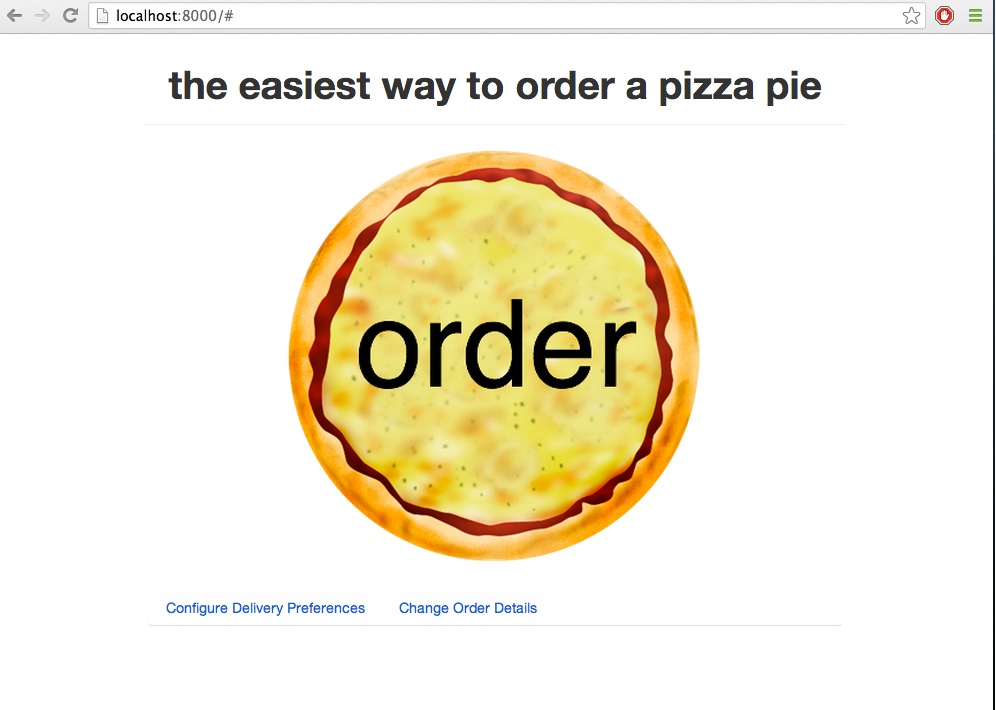 localhost:8000/#
the easiest way to order a pizza pie
order
Configure Delivery Preferences Change Order Details